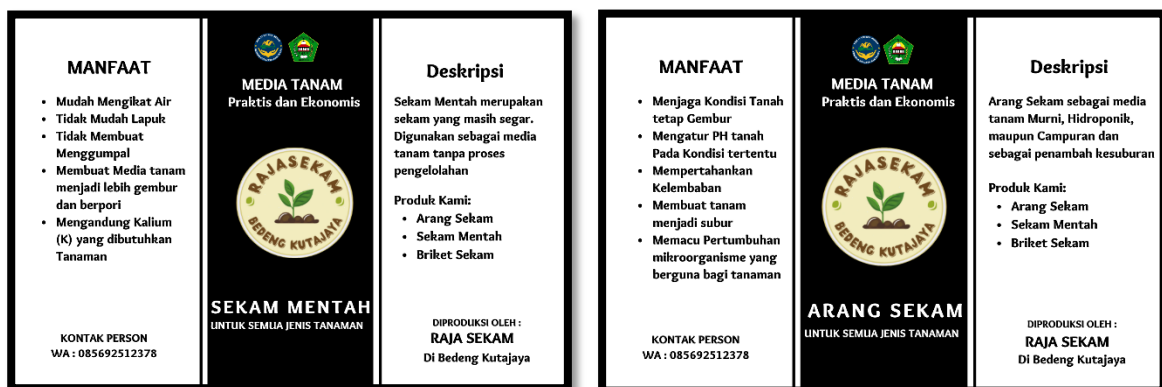 MANFAAT
• Mudah Mengikat Air
• Tidak Mudah Lapuk
• Tidak Membuat
Menggumpal
• Membuat Media tanam
menjadi lebih gembur
dan berpori
• Mengandung Kalium
(K) yang dibutuhkan
Tanaman
KONTAK PERSON
WA : 085692512378
MEDIA TANAM
Praktis dan Ekonomis
RAJASEKAM
BEDENG KUTAJAYA
SEKAM MENTAH
UNTUK SEMUA JENIS TANAMAN
Deskripsi
Sekam Mentah merupakan
sekam yang masih segar.
Digunakan sebagai media
tanam tanpa proses
pengelolahan
Produk Kami:
• Arang Sekam
• Sekam Mentah
• Briket Sekam
DIPRODUKSI OLEH :
RAJA SEKAM
Di Bedeng Kutajaya
MANFAAT
• Menjaga Kondisi Tanah
tetap Gembur
• Mengatur PH tanah
Pada Kondisi tertentu
• Mempertahankan
Kelembaban
• Membuat tanam
menjadi subur
• Memacu Pertumbuhan
mikroorganisme yang
berguna bagi tanaman
KONTAK PERSON
WA : 085692512378
MEDIA TANAM
Praktis dan Ekonomis
RAJASEKAM
BEDENG KUTAJAYA
ARANG SEKAM
UNTUK SEMUA JENIS TANAMAN
Deskripsi
Arang Sekam sebagai media
tanam Murni, Hidroponik,
maupun Campuran dan
sebagai penambah kesuburan
Produk Kami:
• Arang Sekam
• Sekam Mentah
• Briket Sekam
DIPRODUKSI OLEH :
RAJA SEKAM
Di Bedeng Kutajaya